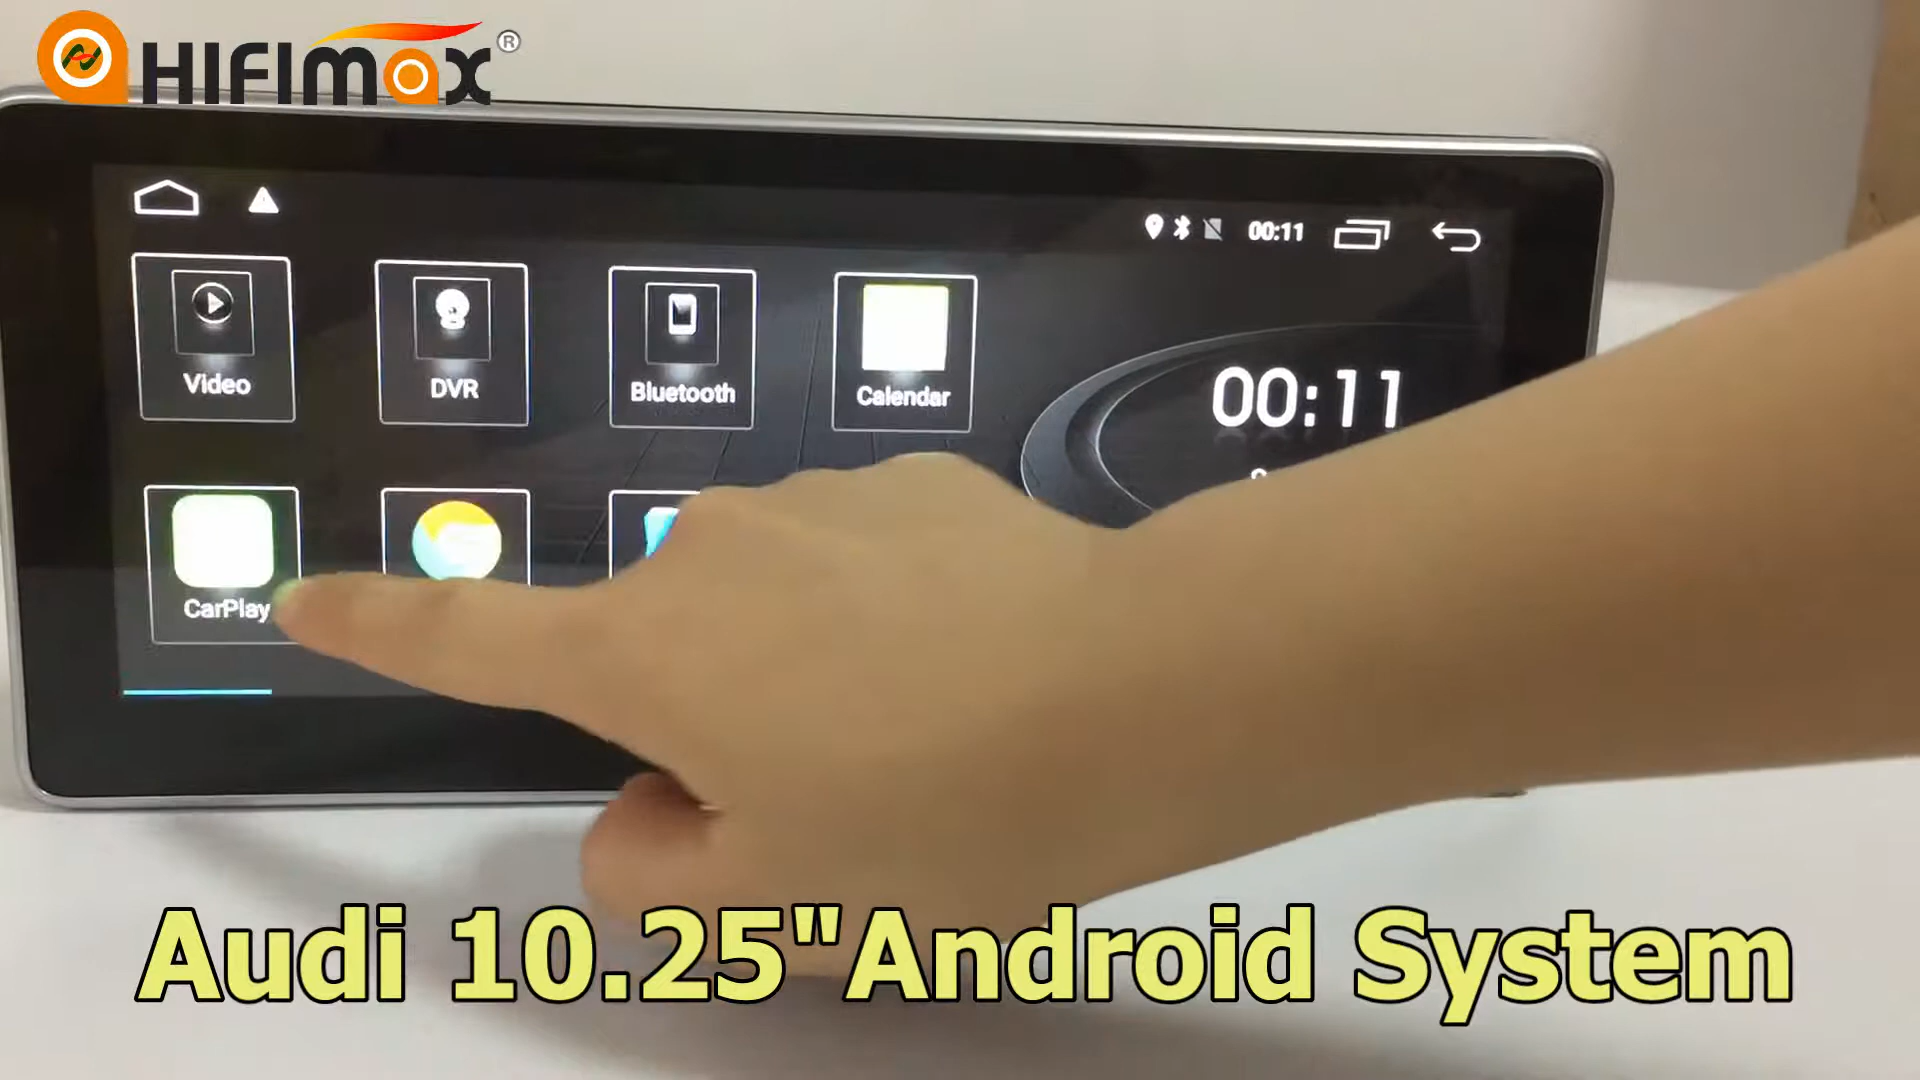 HIFIMAX®
00:11
Video
DVR
Bluetooth
Calendar
00:11
CarPlay
Audi 10.25"Android System